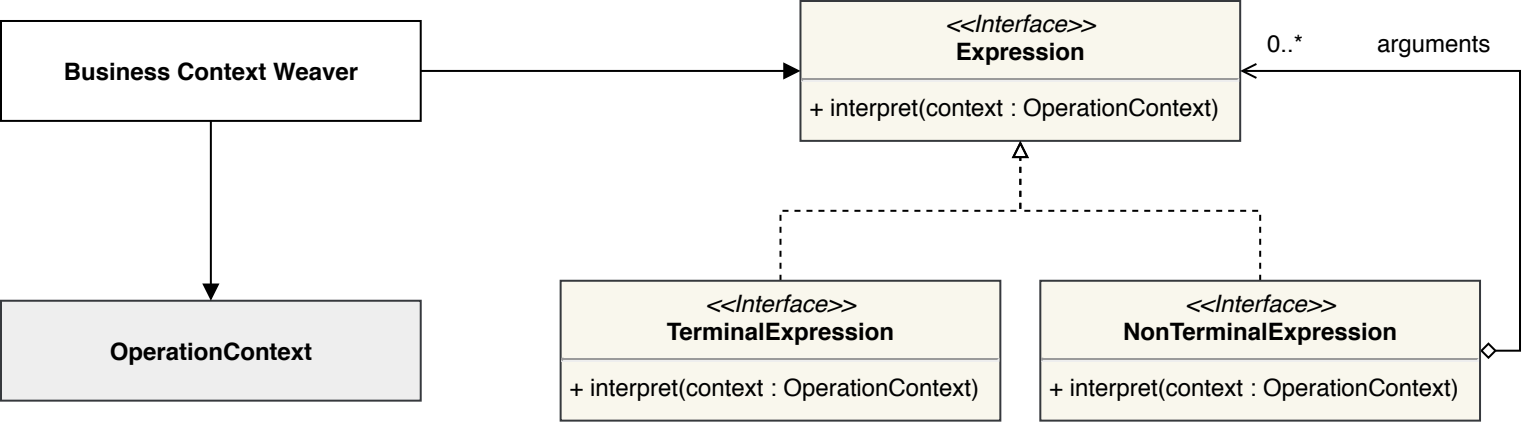 <<Interface>>
Expression
0..*
arguments
Business Context Weaver
+ interpret(context : OperationContext)
<<Interface>>
TerminalExpression
<<Interface>>
NonTerminalExpression
OperationContext
+ interpret(context : OperationContext)
+ interpret(context : OperationContext)